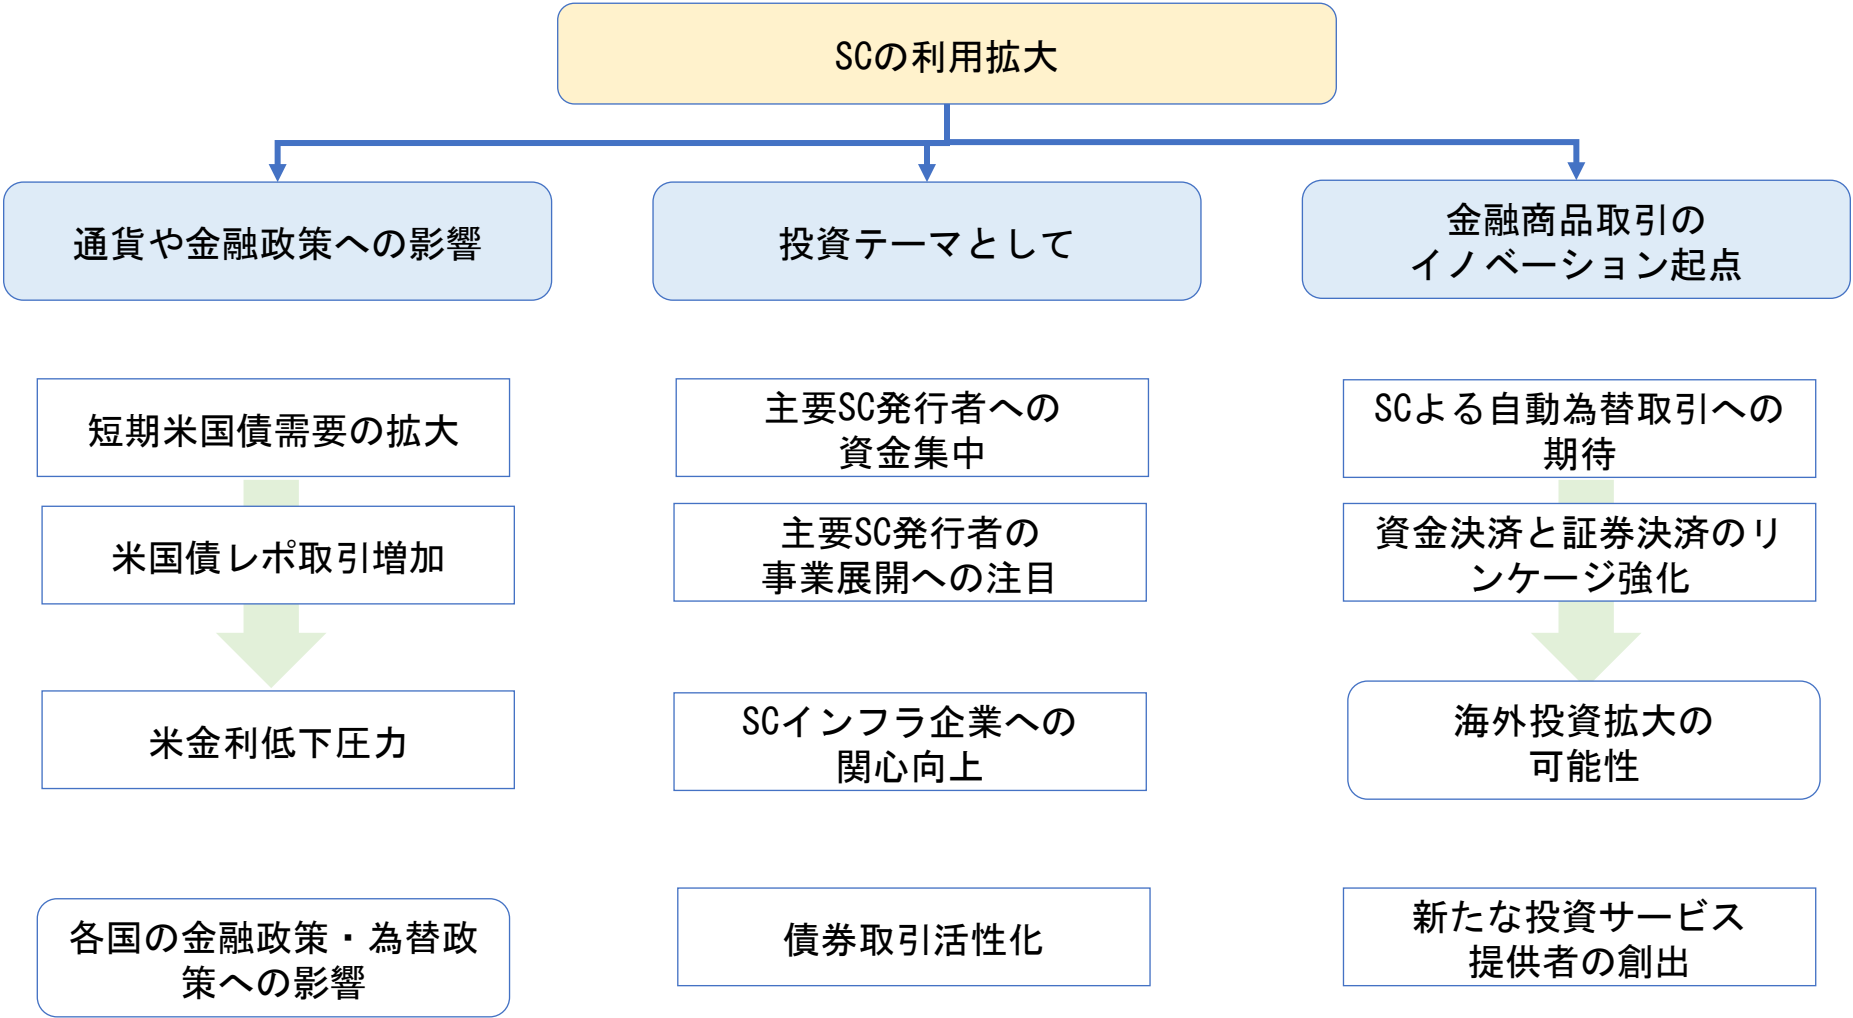 SCの利用拡大
通貨や金融政策への影響
投資テーマとして
金融商品取引の
イノベーション起点
短期米国債需要の拡大
米国債レポ取引増加
米金利低下圧力
各国の金融政策・為替政
策への影響
主要SC発行者への
資金集中
主要SC発行者の
事業展開への注目
SCインフラ企業への
関心向上
債券取引活性化
SCよる自動為替取引への
期待
資金決済と証券決済のリ
ンケージ強化
海外投資拡大の
可能性
新たな投資サービス
提供者の創出